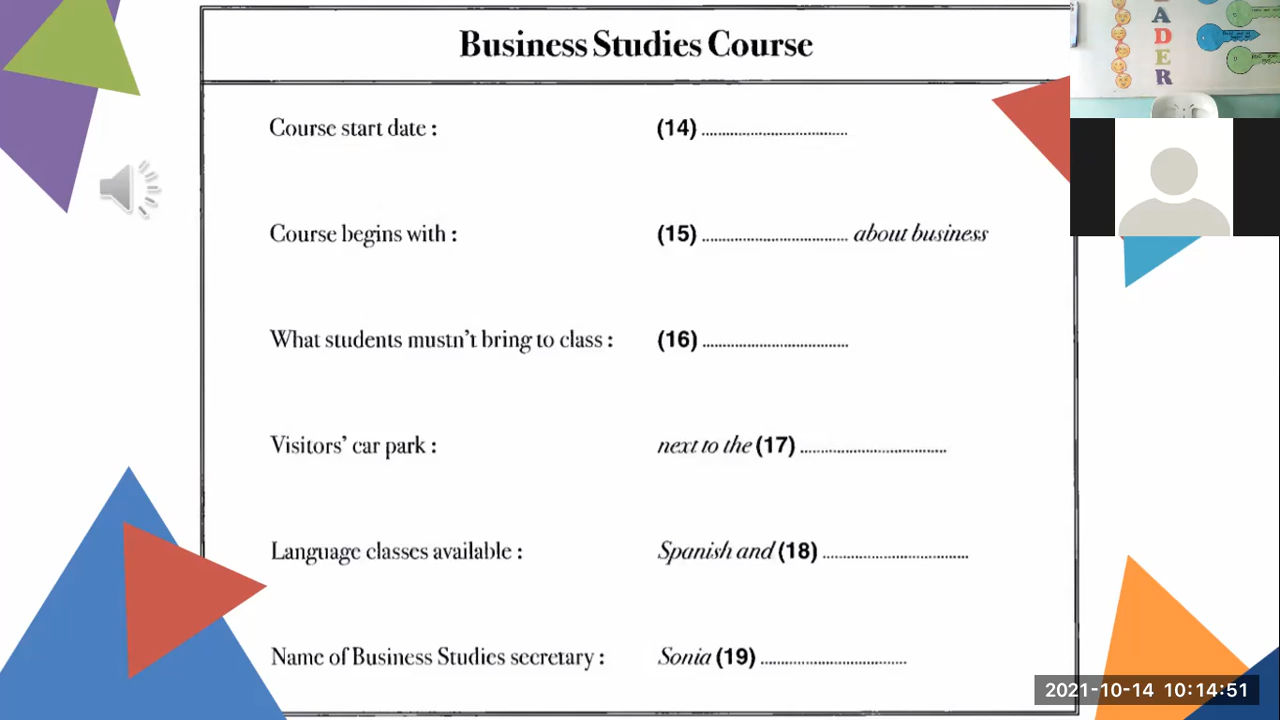 Business Studies Course
Course start date : (14) ................................
Course begins with : (15) ................................ about business
What students mustn't bring to class : (16) ................................
Visitors' car park : next to the (17) ................................
Language classes available : Spanish and (18) ................................
Name of Business Studies secretary : Sonia (19) ................................
ADER
2021-10-14 10:14:51